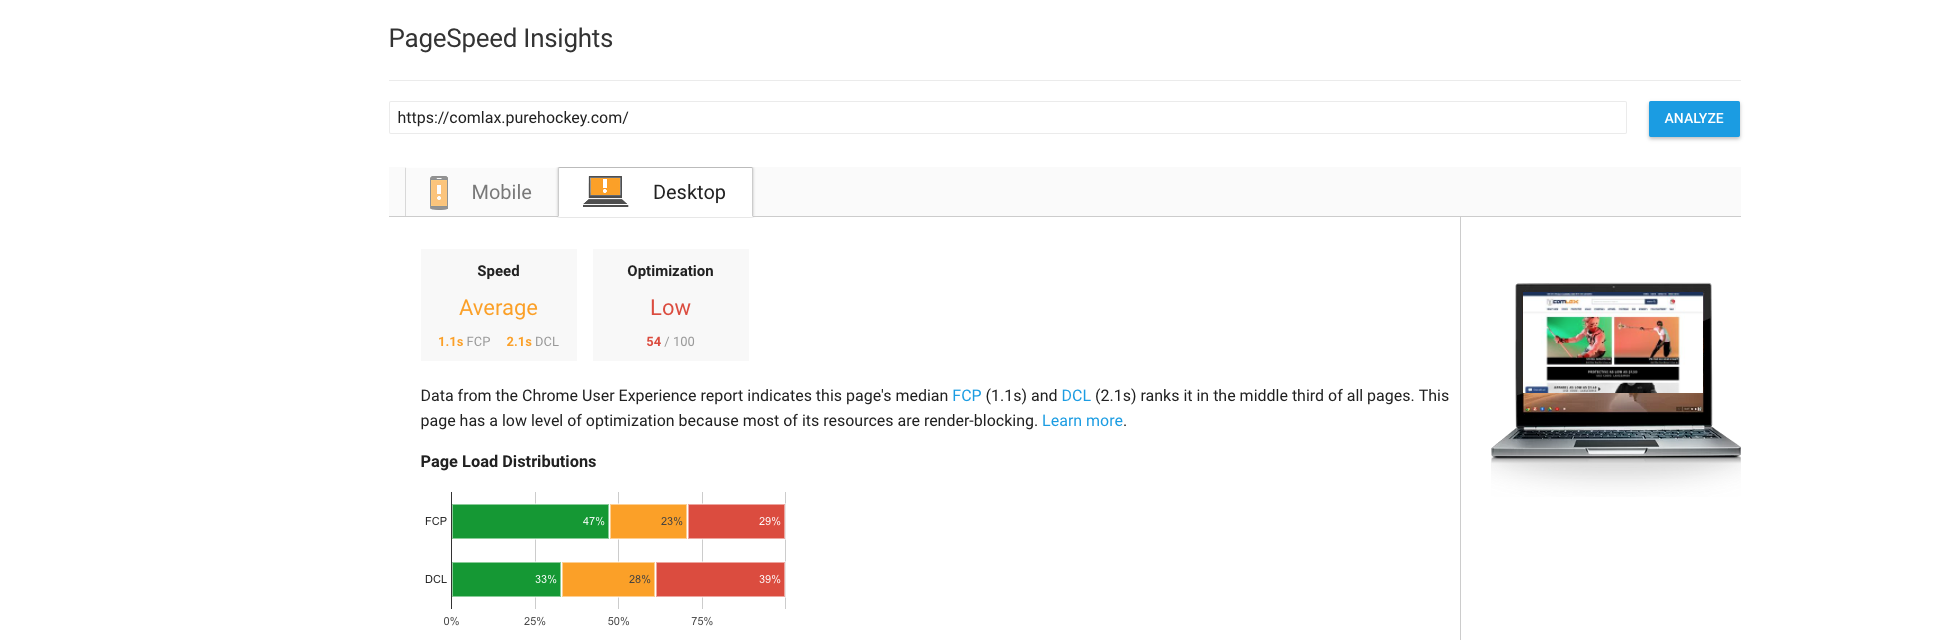 PageSpeed Insights
https://comlax.purehockey.com/
ANALYZE
Mobile
Desktop
Speed
Average
1.1s FCP 2.1s DCL
Optimization
Low
54 / 100
Data from the Chrome User Experience report indicates this page's median FCP (1.1s) and DCL (2.1s) ranks it in the middle third of all pages. This
page has a low level of optimization because most of its resources are render-blocking. Learn more.
Page Load Distributions
FCP 47% 23% 29%
DCL 33% 28% 39%
0% 25% 50% 75%